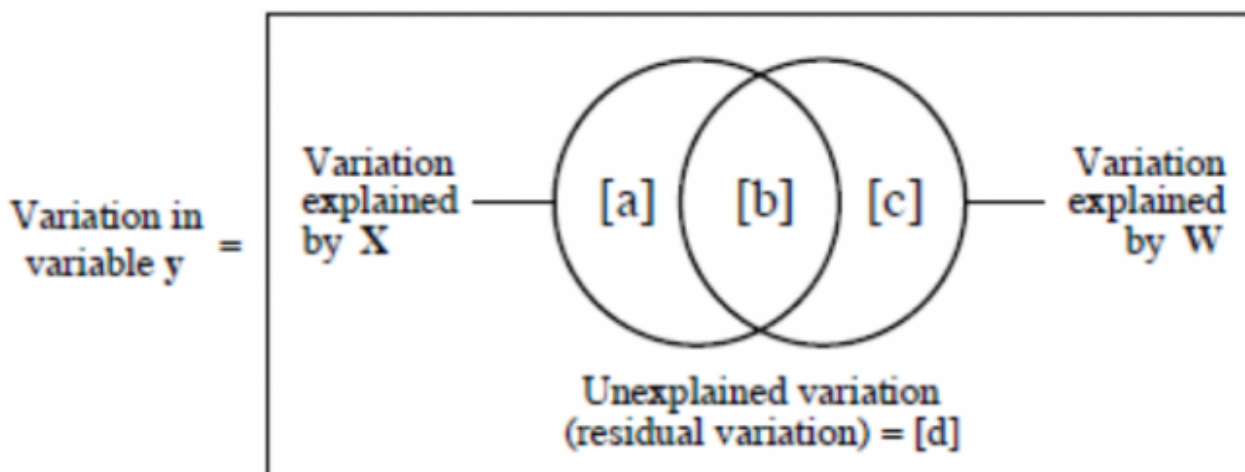 Variation in
variable y
=
Variation
explained
by X
[a]
[b]
[c]
Variation
explained
by W
Unexplained variation
(residual variation) = [d]